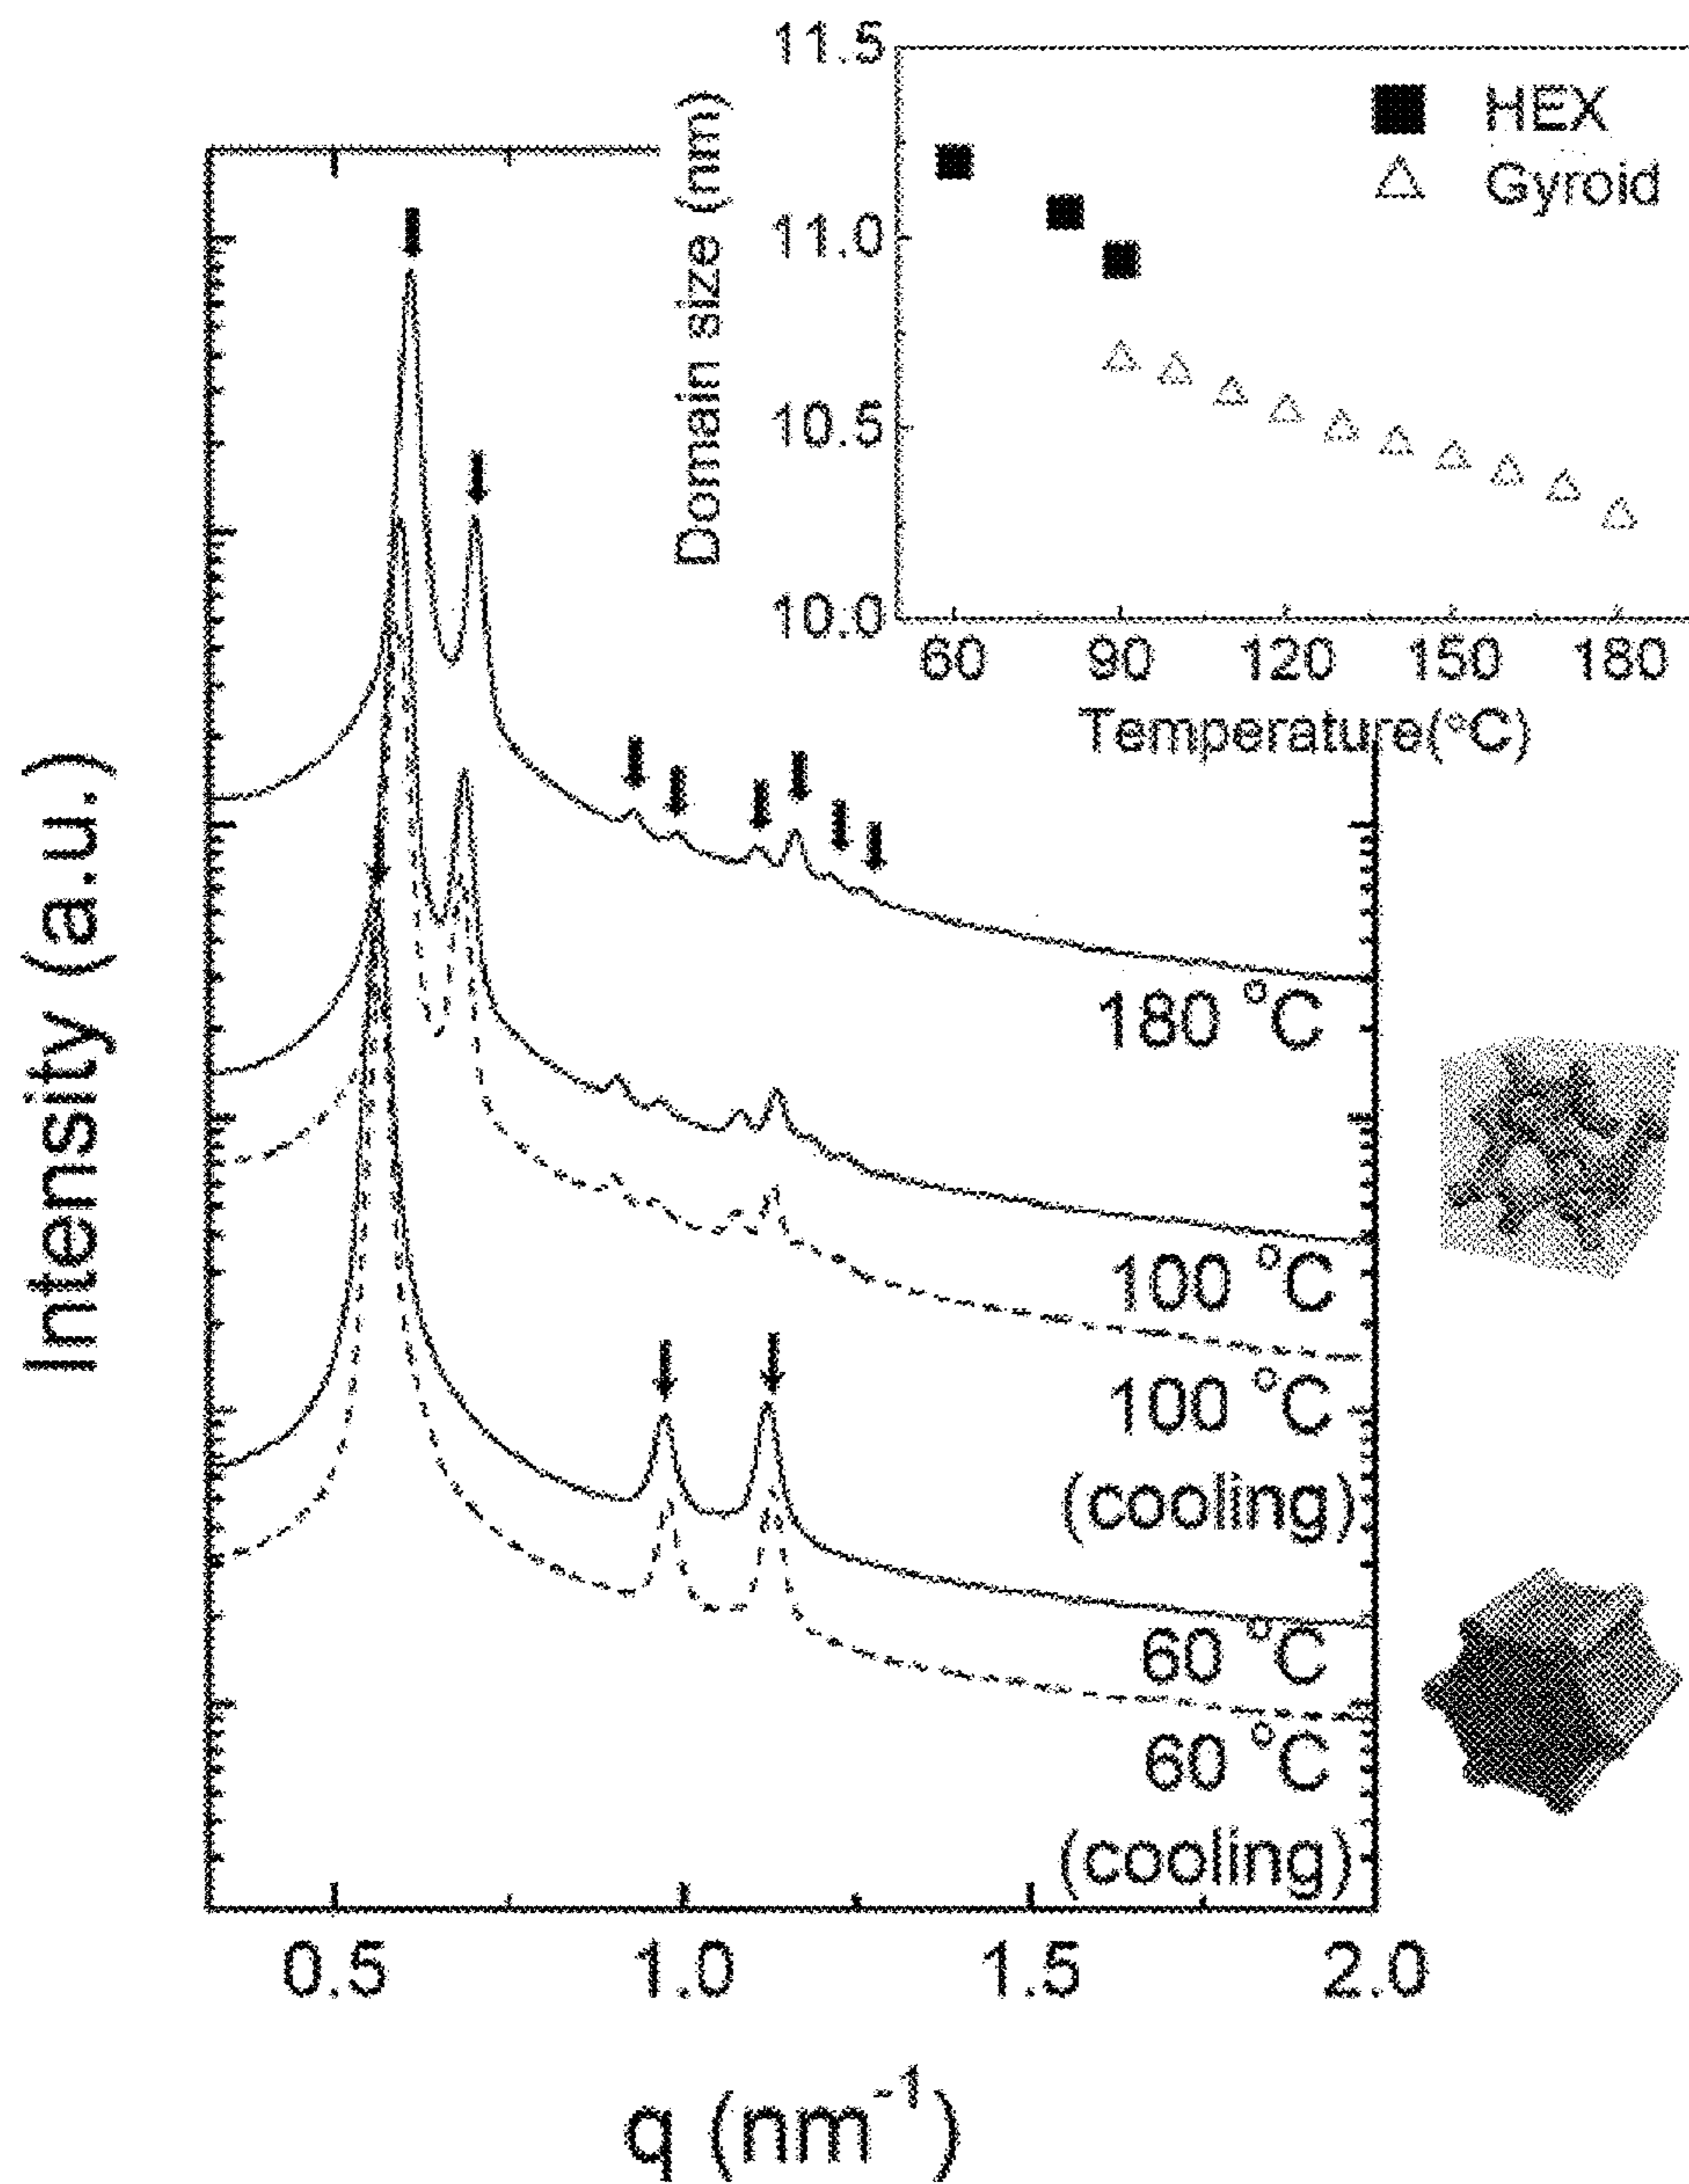 11.5
11.0
10.5
10.0
Domain size (nm)
HEX
Gyroid
60 90 120 150 180
Temperature(°C)
Intensity (a.u.)
180 °C
100 °C
100 °C
(cooling)
60 °C
60 °C
(cooling)
0.5 1.0 1.5 2.0
q (nm⁻¹)